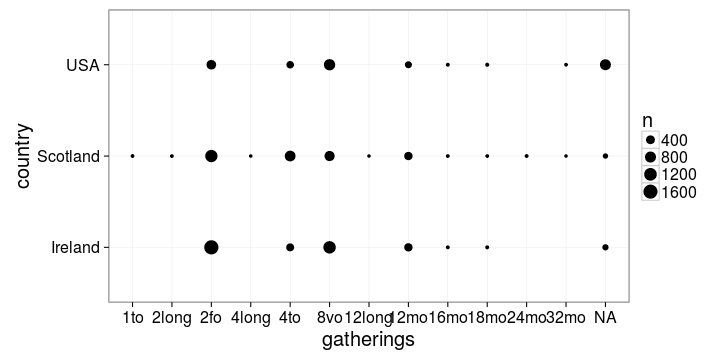 USA
Scotland
Ireland
country
1to 2long 2fo 4long 4to 8vo 12long 12mo 16mo 18mo 24mo 32mo NA
gatherings
n
400
800
1200
1600